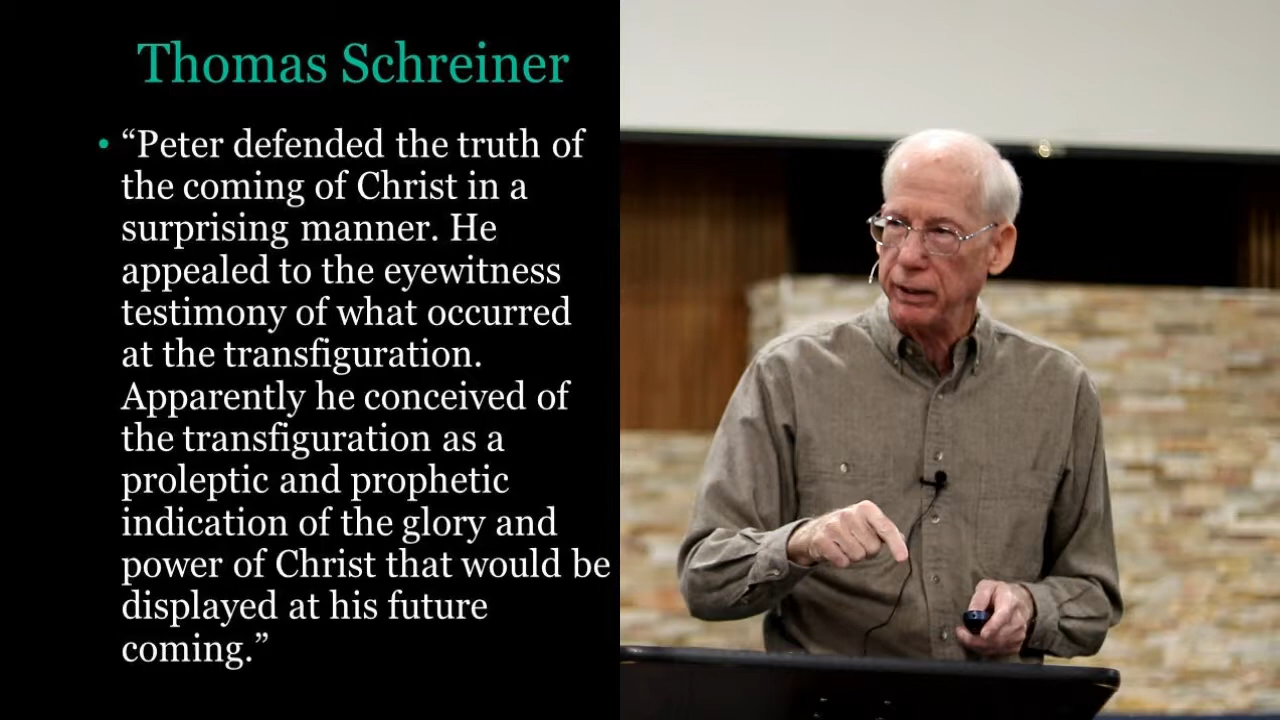 Thomas Schreiner
• “Peter defended the truth of
the coming of Christ in a
surprising manner. He
appealed to the eyewitness
testimony of what occurred
at the transfiguration.
Apparently he conceived of
the transfiguration as a
proleptic and prophetic
indication of the glory and
power of Christ that would be
displayed at his future
coming.”